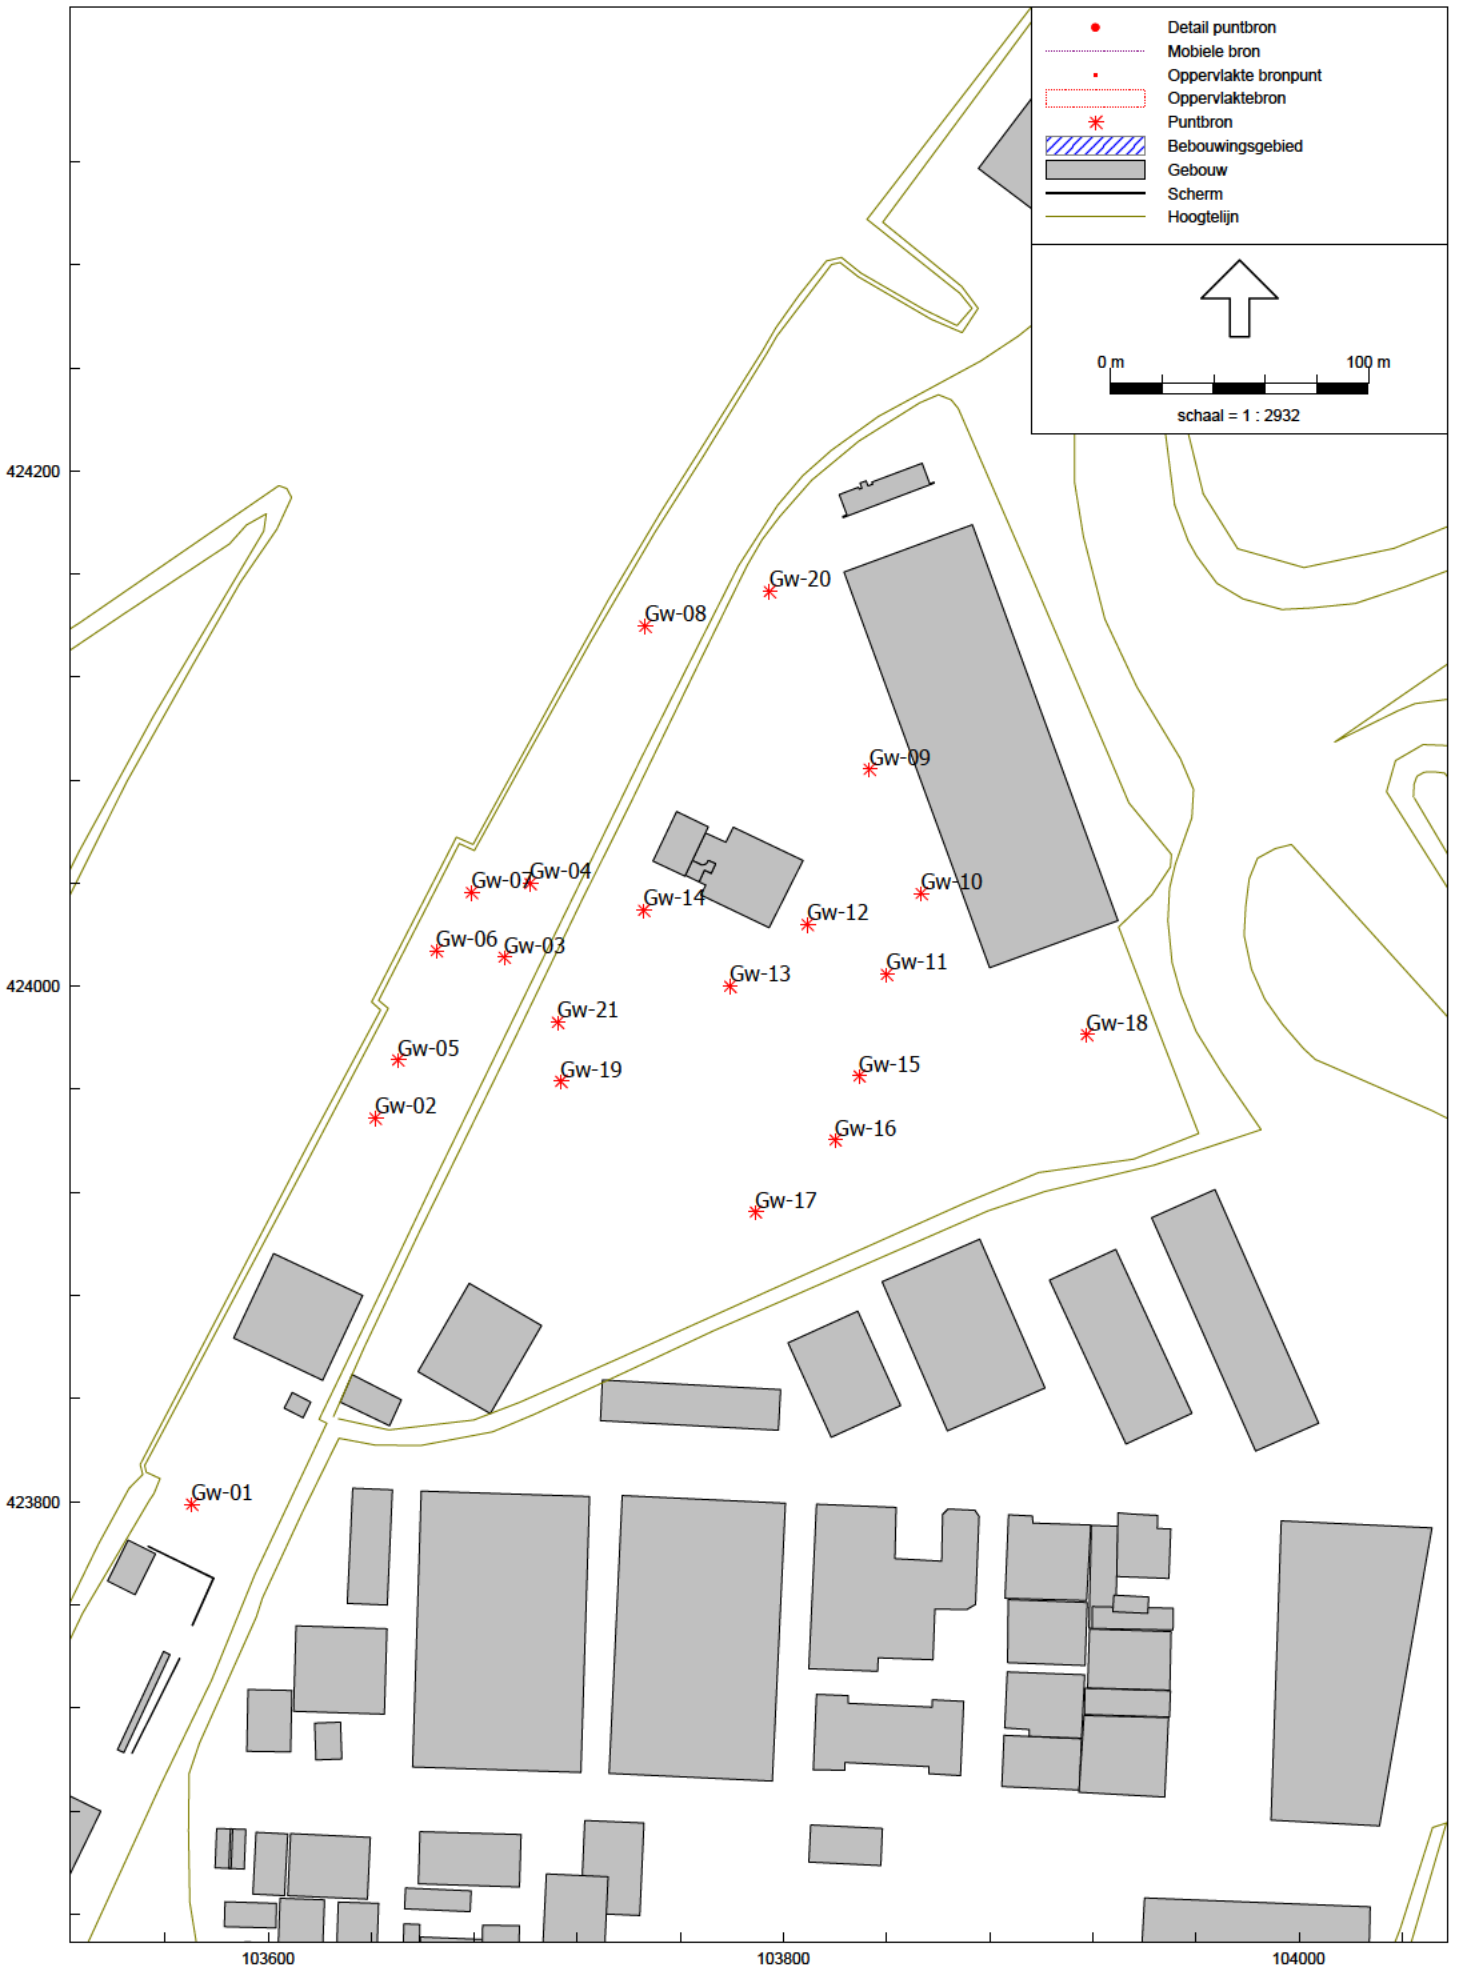 Detail puntbron
Mobiele bron
Oppervlakte bronpunt
Oppervlaktebron
Puntbron
Bebouwingsgebied
Gebouw
Scherm
Hoogtelijn
0 m 100 m
schaal = 1 : 2932
424200
Gw-20
Gw-08
Gw-09
Gw-04
Gw-07
Gw-10
Gw-14
Gw-12
Gw-06
Gw-03
Gw-11
Gw-13
424000
Gw-21
Gw-18
Gw-05
Gw-15
Gw-19
Gw-02
Gw-16
Gw-17
Gw-01
423800
103600 103800 104000